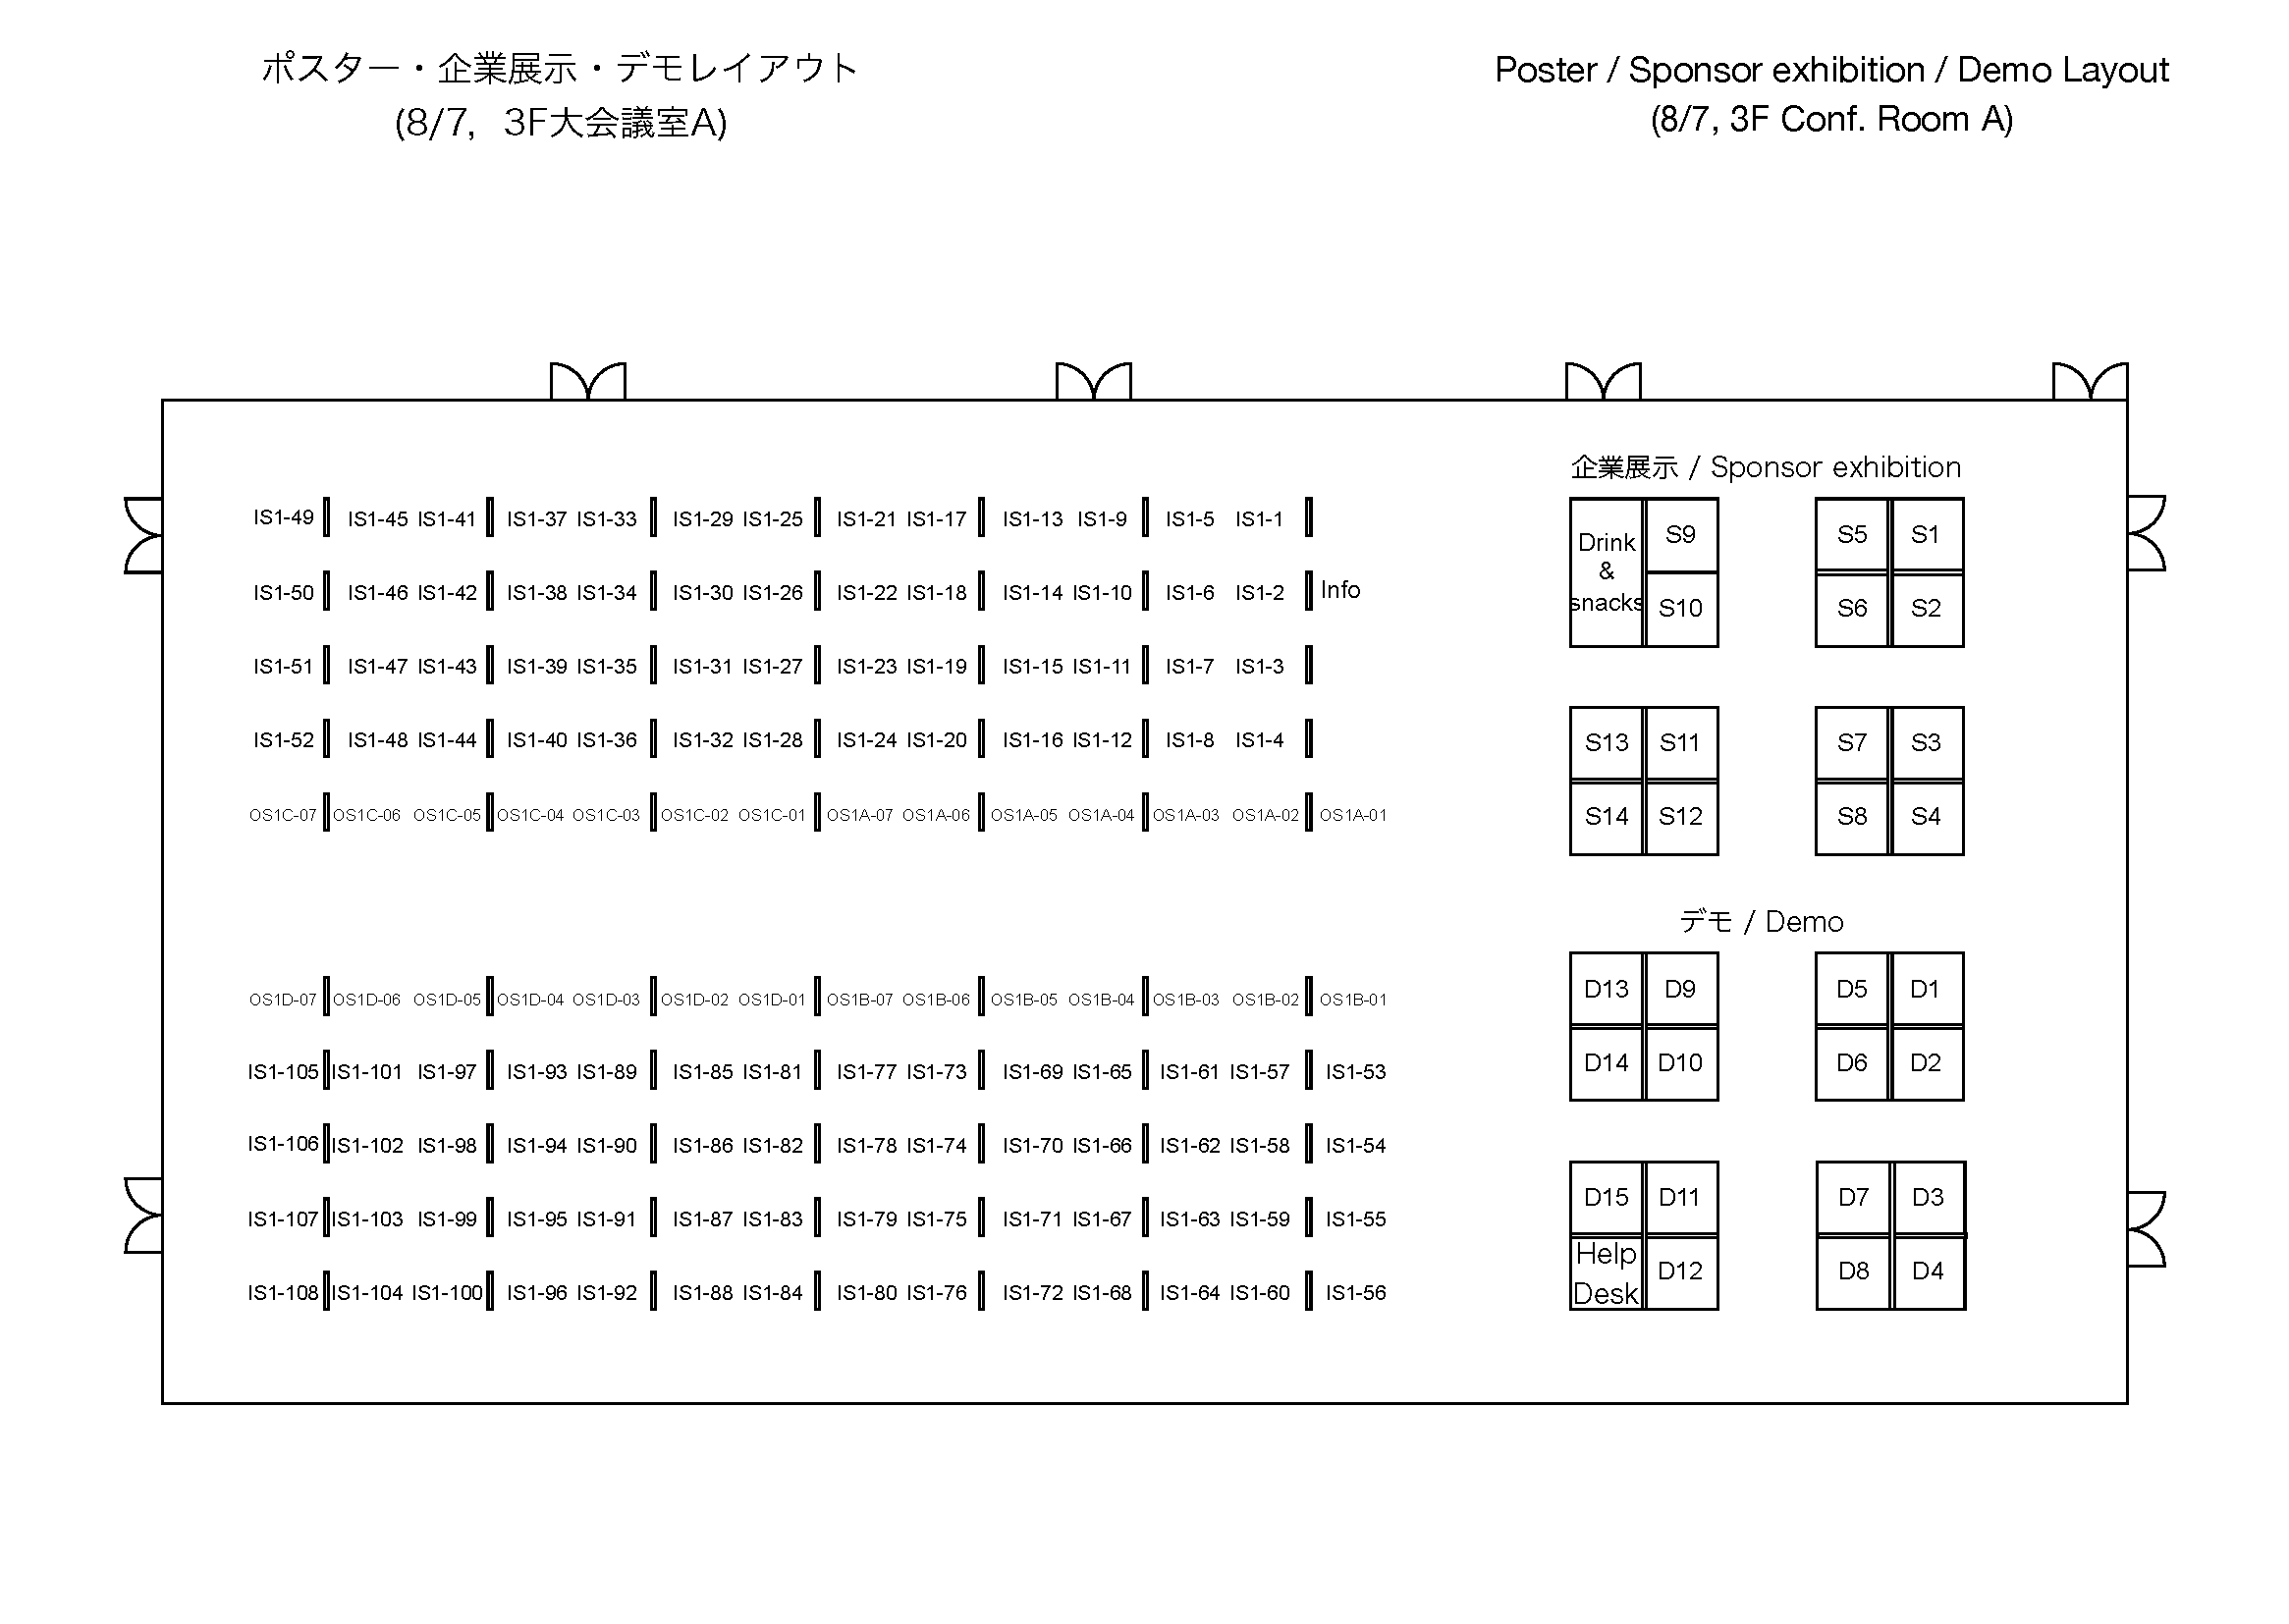 ポスター・企業展示・デモレイアウト
(8/7, 3F大会議室A)
Poster / Sponsor exhibition / Demo Layout
(8/7, 3F Conf. Room A)
IS1-49 IS1-45 IS1-41 IS1-37 IS1-33 IS1-29 IS1-25 IS1-21 IS1-17 IS1-13 IS1-9 IS1-5 IS1-1
IS1-50 IS1-46 IS1-42 IS1-38 IS1-34 IS1-30 IS1-26 IS1-22 IS1-18 IS1-14 IS1-10 IS1-6 IS1-2 Info
IS1-51 IS1-47 IS1-43 IS1-39 IS1-35 IS1-31 IS1-27 IS1-23 IS1-19 IS1-15 IS1-11 IS1-7 IS1-3
IS1-52 IS1-48 IS1-44 IS1-40 IS1-36 IS1-32 IS1-28 IS1-24 IS1-20 IS1-16 IS1-12 IS1-8 IS1-4
OS1C-07 OS1C-06 OS1C-05 OS1C-04 OS1C-03 OS1C-02 OS1C-01 OS1A-07 OS1A-06 OS1A-05 OS1A-04 OS1A-03 OS1A-02 OS1A-01
OS1D-07 OS1D-06 OS1D-05 OS1D-04 OS1D-03 OS1D-02 OS1D-01 OS1B-07 OS1B-06 OS1B-05 OS1B-04 OS1B-03 OS1B-02 OS1B-01
IS1-105 IS1-101 IS1-97 IS1-93 IS1-89 IS1-85 IS1-81 IS1-77 IS1-73 IS1-69 IS1-65 IS1-61 IS1-57 IS1-53
IS1-106 IS1-102 IS1-98 IS1-94 IS1-90 IS1-86 IS1-82 IS1-78 IS1-74 IS1-70 IS1-66 IS1-62 IS1-58 IS1-54
IS1-107 IS1-103 IS1-99 IS1-95 IS1-91 IS1-87 IS1-83 IS1-79 IS1-75 IS1-71 IS1-67 IS1-63 IS1-59 IS1-55
IS1-108 IS1-104 IS1-100 IS1-96 IS1-92 IS1-88 IS1-84 IS1-80 IS1-76 IS1-72 IS1-68 IS1-64 IS1-60 IS1-56
企業展示 / Sponsor exhibition
Drink
&
snacks
S9 S5 S1
S10 S6 S2
S13 S11 S7 S3
S14 S12 S8 S4
デモ / Demo
D13 D9 D5 D1
D14 D10 D6 D2
D15 D11 D7 D3
Help
Desk
D12 D8 D4